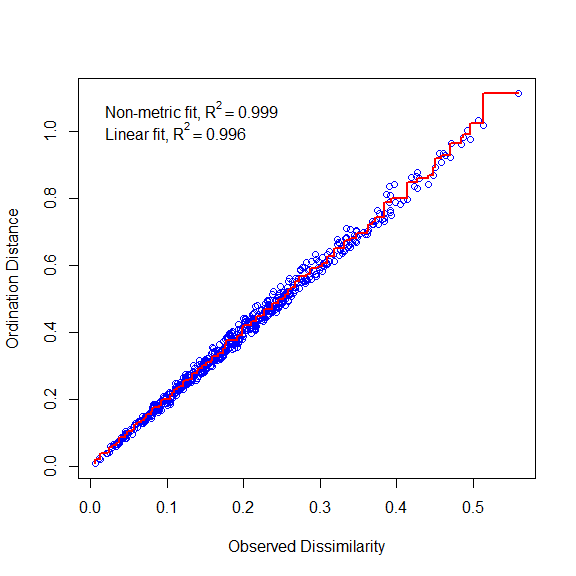 Non-metric fit, R² = 0.999
Linear fit, R² = 0.996
Ordination Distance
0.0
0.2
0.4
0.6
0.8
1.0
0.0 0.1 0.2 0.3 0.4 0.5
Observed Dissimilarity